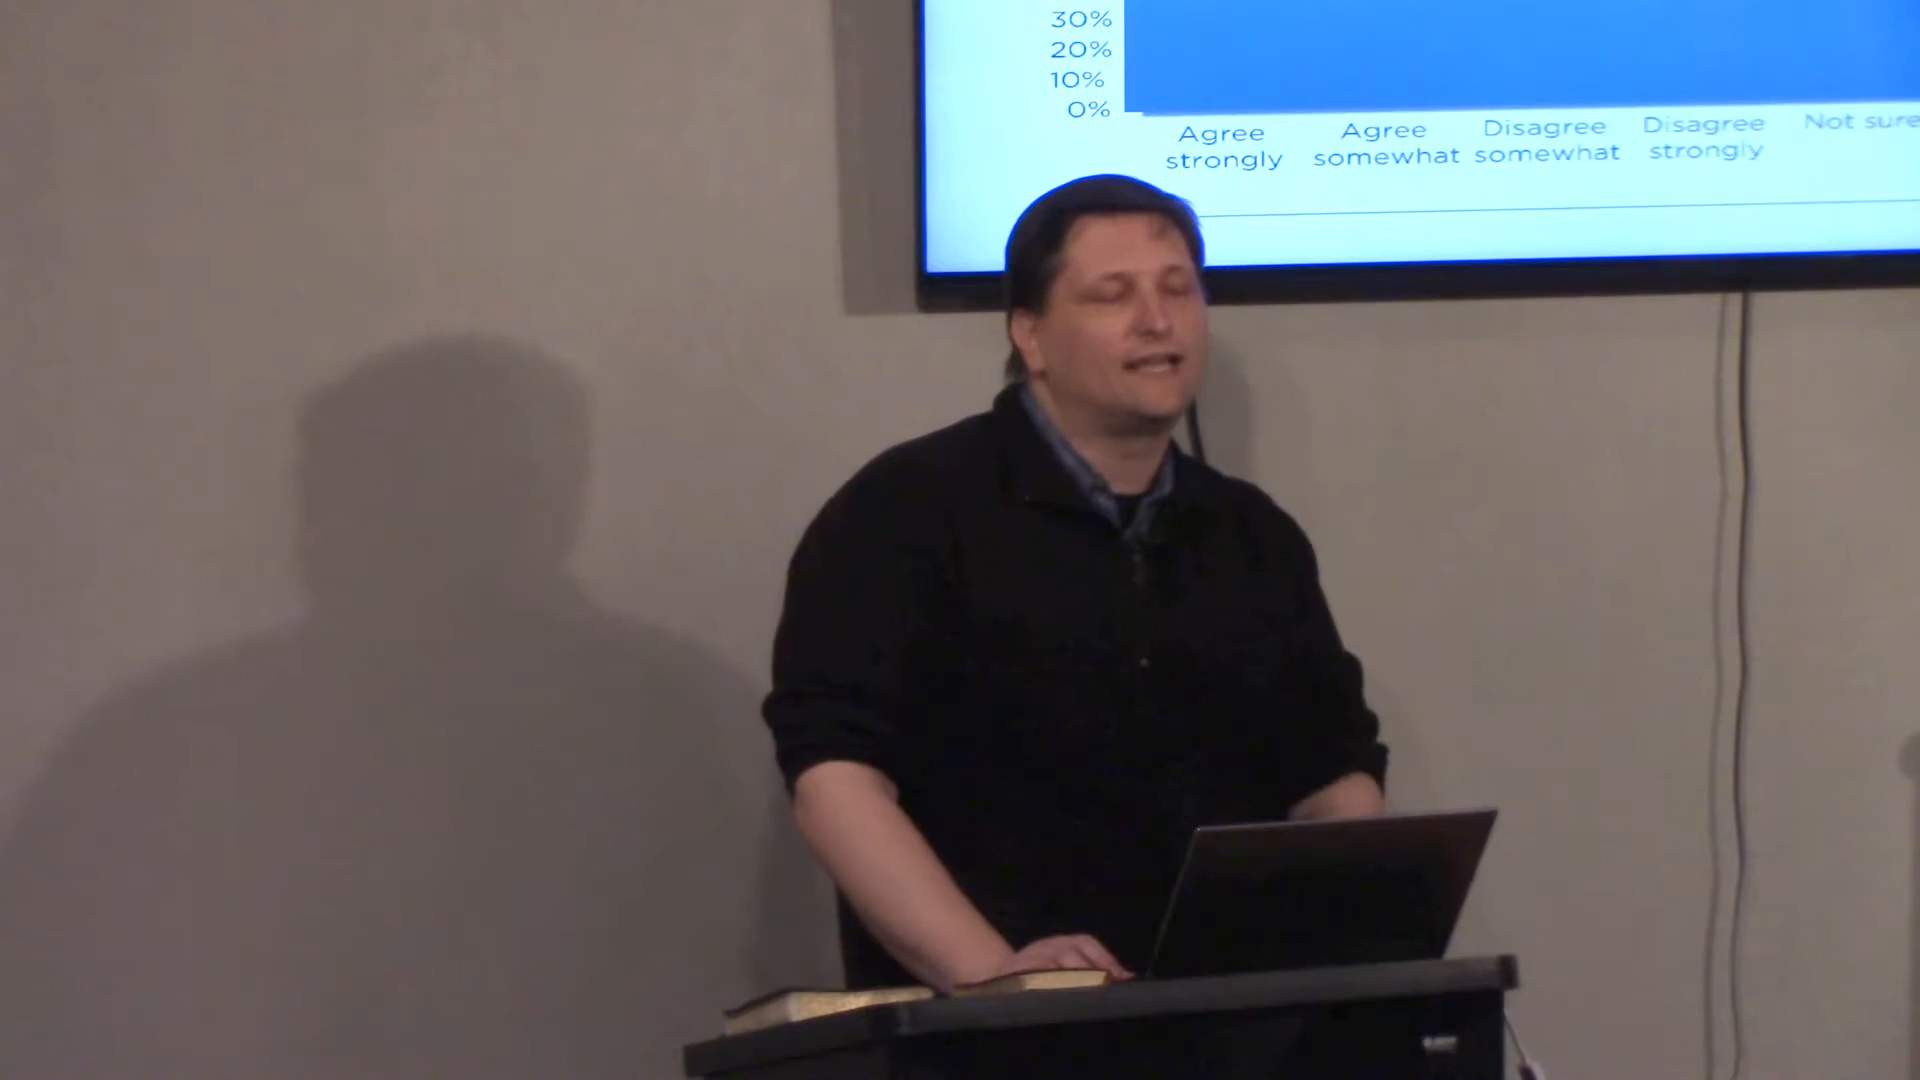 30%
20%
10%
0%
Agree strongly
Agree somewhat
Disagree somewhat
Disagree strongly
Not sure